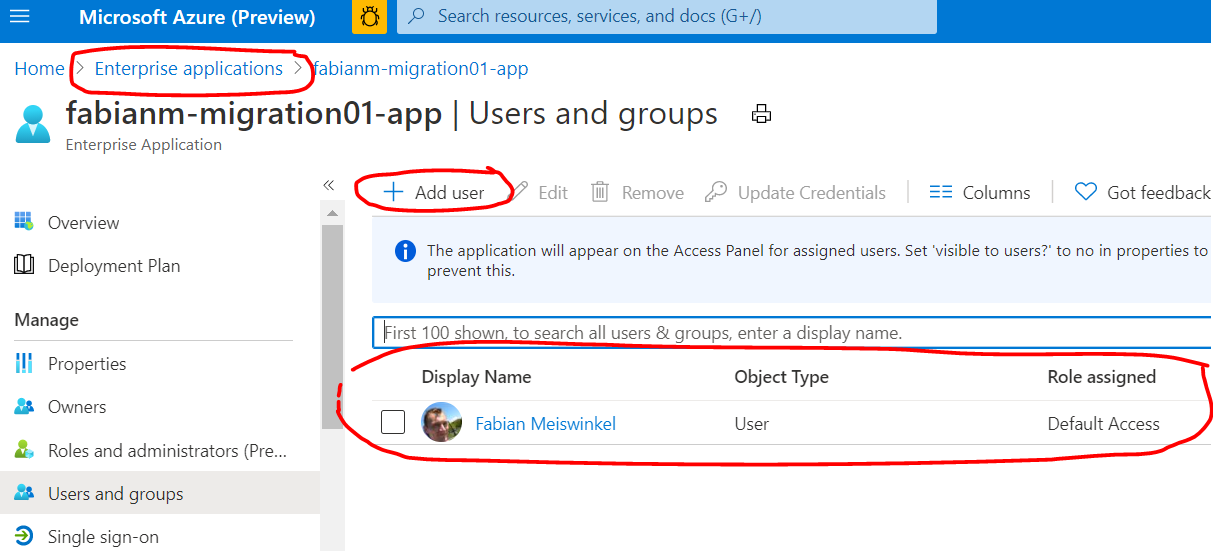 Microsoft Azure (Preview)
Search resources, services, and docs (G+/)
Home > Enterprise applications > fabianm-migration01-app
fabianm-migration01-app | Users and groups
Enterprise Application
«
Add user
Edit
Remove
Update Credentials
Columns
Got feedback
Overview
Deployment Plan
Manage
Properties
Owners
Roles and administrators (Pre...
Users and groups
Single sign-on
The application will appear on the Access Panel for assigned users. Set 'visible to users?' to no in properties to
prevent this.
First 100 shown, to search all users & groups, enter a display name.
Display Name Object Type Role assigned
Fabian Meiswinkel User Default Access